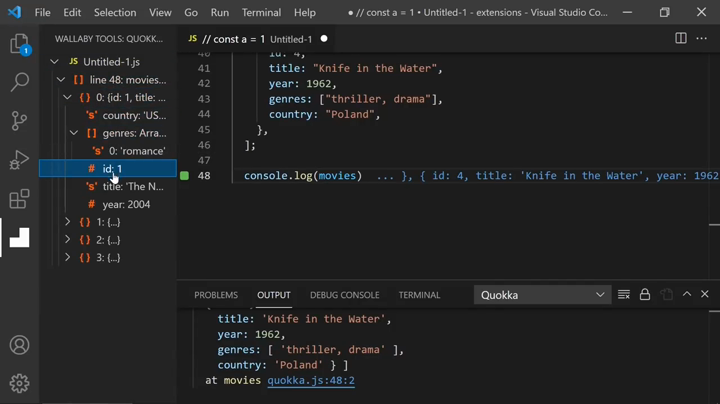 File Edit Selection View Go Run Terminal Help ● // const a = 1 • Untitled-1 - extensions - Visual Studio Co...
WALLABY TOOLS: QUOKK...
JS // const a = 1 Untitled-1 ●
JS Untitled-1.js
[] line 48: movies...
{} 0: {id: 1, title: ...
's' country: 'US...
[] genres: Arra...
's' 0: 'romance'
# id: 1
's' title: 'The N...
# year: 2004
{} 1: {...}
{} 2: {...}
{} 3: {...}
1
40 id: 4,
41 title: "Knife in the Water",
42 year: 1962,
43 genres: ["thriller, drama"],
44 country: "Poland",
45 },
46 ];
47
48 console.log(movies) ... }, { id: 4, title: 'Knife in the Water', year: 1962
PROBLEMS OUTPUT DEBUG CONSOLE TERMINAL Quokka
title: 'Knife in the Water',
year: 1962,
genres: [ 'thriller, drama' ],
country: 'Poland' } ]
at movies quokka.js:48:2